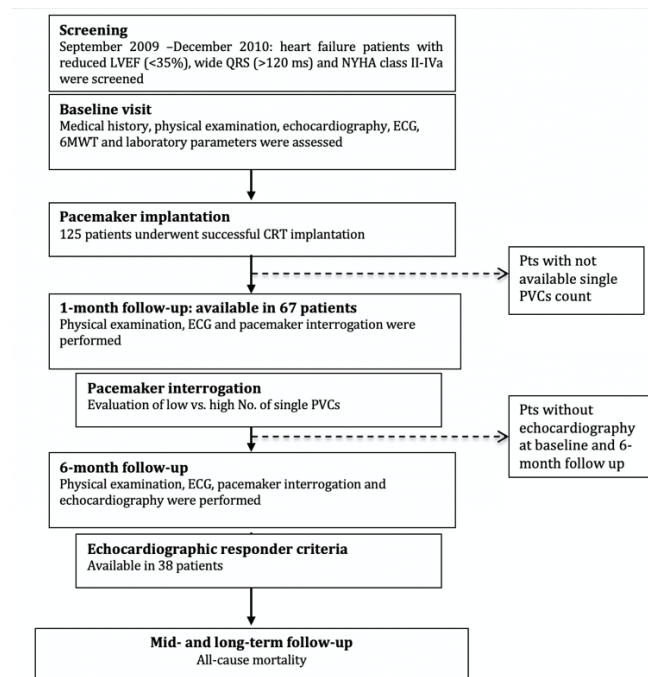 Screening
September 2009 –December 2010: heart failure patients with
reduced LVEF (<35%), wide QRS (>120 ms) and NYHA class II-IVa
were screened
Baseline visit
Medical history, physical examination, echocardiography, ECG,
6MWT and laboratory parameters were assessed
Pacemaker implantation
125 patients underwent successful CRT implantation
Pts with not
available single
PVCs count
1-month follow-up: available in 67 patients
Physical examination, ECG and pacemaker interrogation were
performed
Pacemaker interrogation
Evaluation of low vs. high No. of single PVCs
Pts without
echocardiography
at baseline and 6-
month follow up
6-month follow-up
Physical examination, ECG, pacemaker interrogation and
echocardiography were performed
Echocardiographic responder criteria
Available in 38 patients
Mid- and long-term follow-up
All-cause mortality